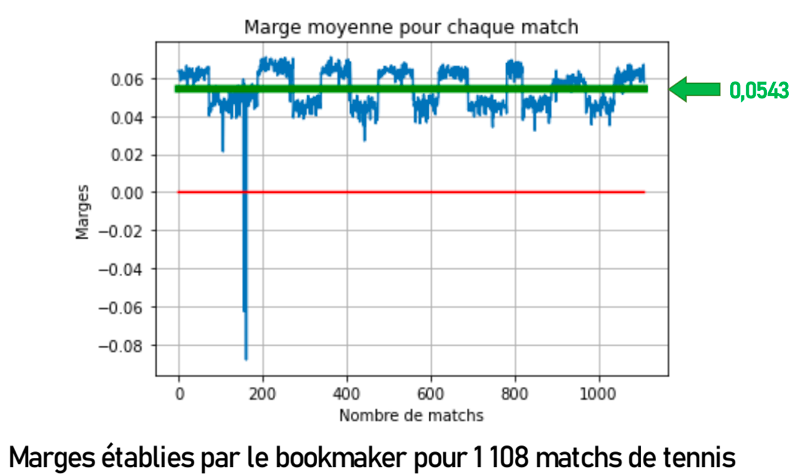 Marge moyenne pour chaque match
0.06
0.04
0.02
0.00
−0.02
−0.04
−0.06
−0.08
Marges
0 200 400 600 800 1000
Nombre de matchs
0,0543
Marges établies par le bookmaker pour 1 108 matchs de tennis